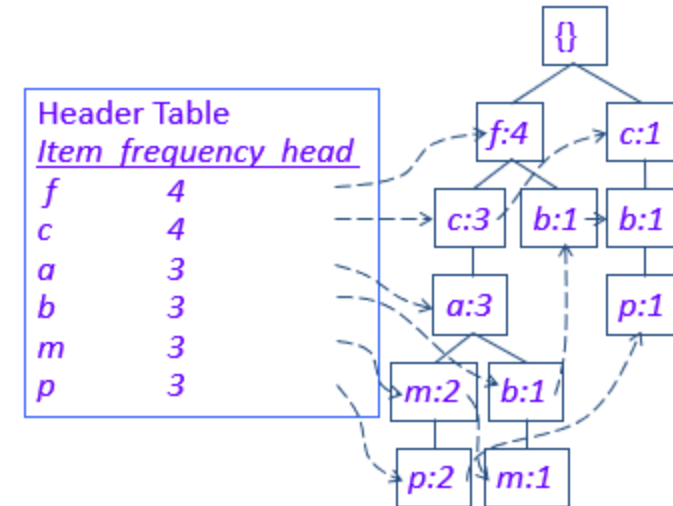 {}
Header Table
Item frequency head
f 4
c 4
a 3
b 3
m 3
p 3
f:4 c:1
c:3 b:1 b:1
a:3 p:1
m:2 b:1
p:2 m:1